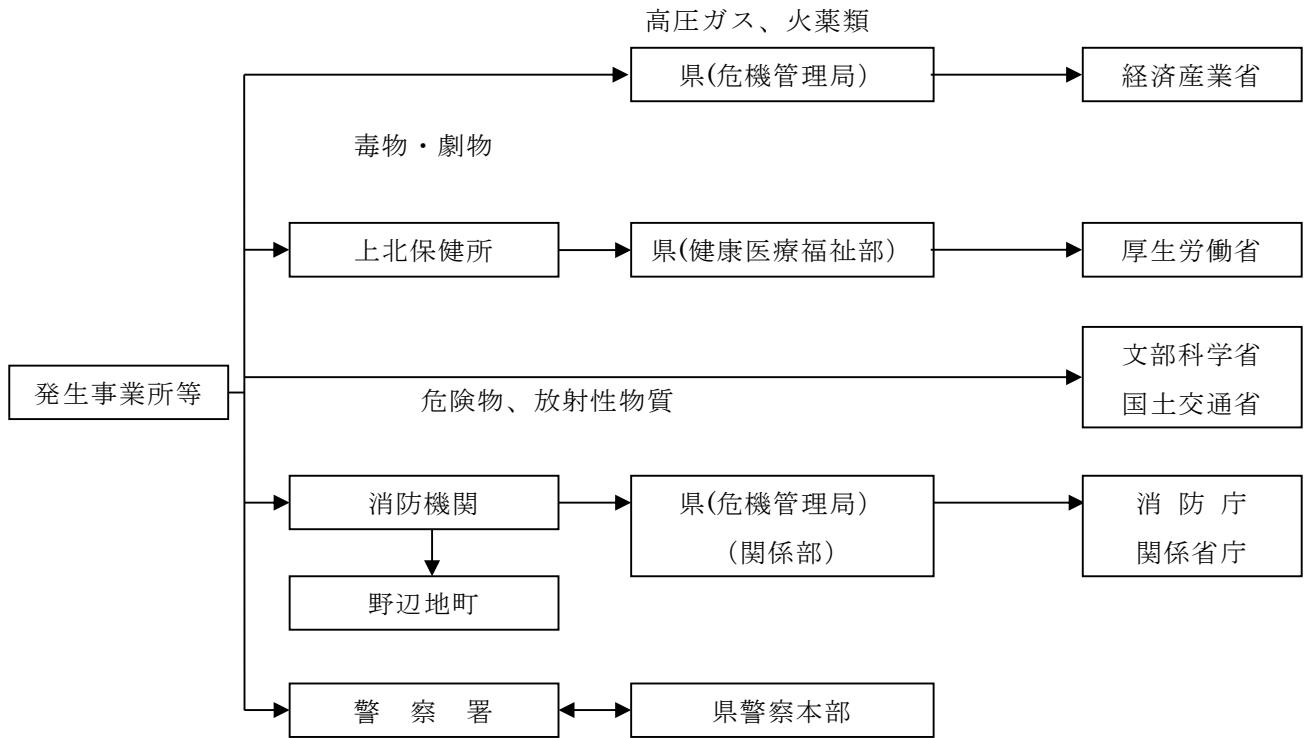 高圧ガス、火薬類
県(危機管理局)
経済産業省
毒物・劇物
上北保健所
県(健康医療福祉部)
厚生労働省
文部科学省
国土交通省
発生事業所等
危険物、放射性物質
消防機関
県(危機管理局)
(関係部)
消 防 庁
関係省庁
野辺地町
警 察 署
県警察本部